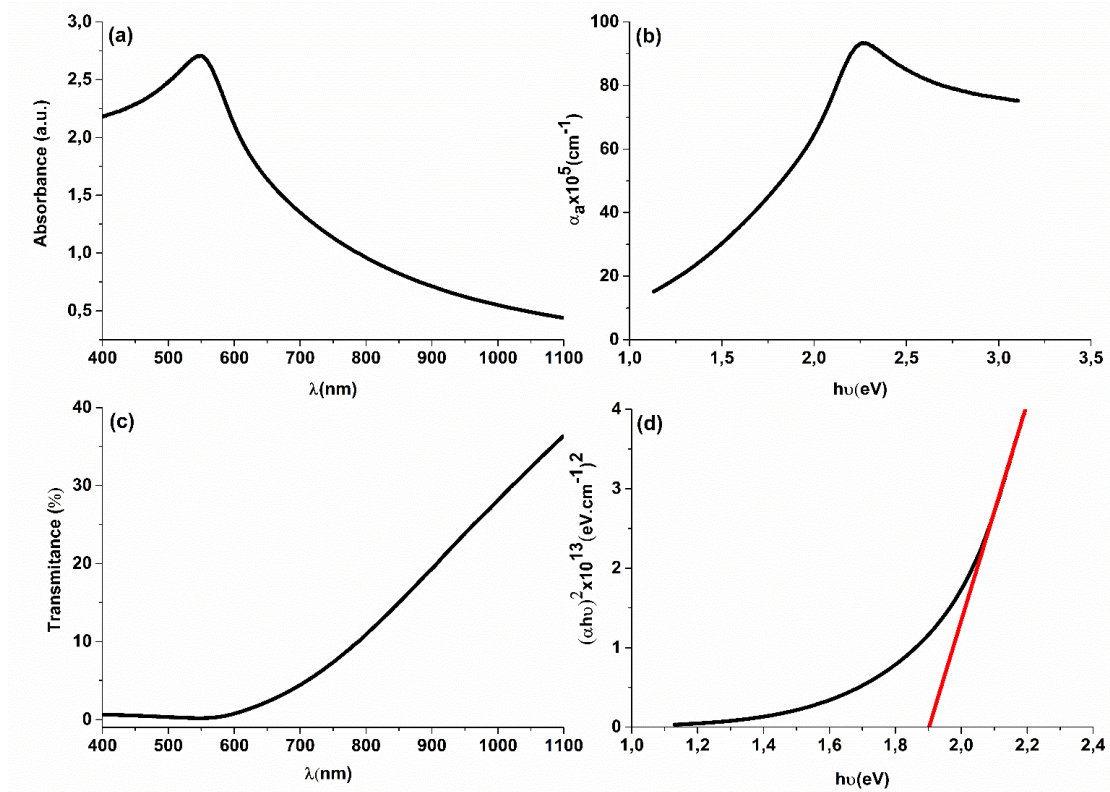 (a)
3,0
2,5
2,0
1,5
1,0
0,5
Absorbance (a.u.)
400 500 600 700 800 900 1000 1100
λ(nm)
(b)
100
80
60
40
20
0
αax10^5(cm^-1)
1,0 1,5 2,0 2,5 3,0 3,5
hυ(eV)
(c)
40
30
20
10
0
Transmitance (%)
400 500 600 700 800 900 1000 1100
λ(nm)
(d)
4
3
2
1
0
(αhυ)^2x10^13(eV.cm^-1)^2
1,0 1,2 1,4 1,6 1,8 2,0 2,2 2,4
hυ(eV)